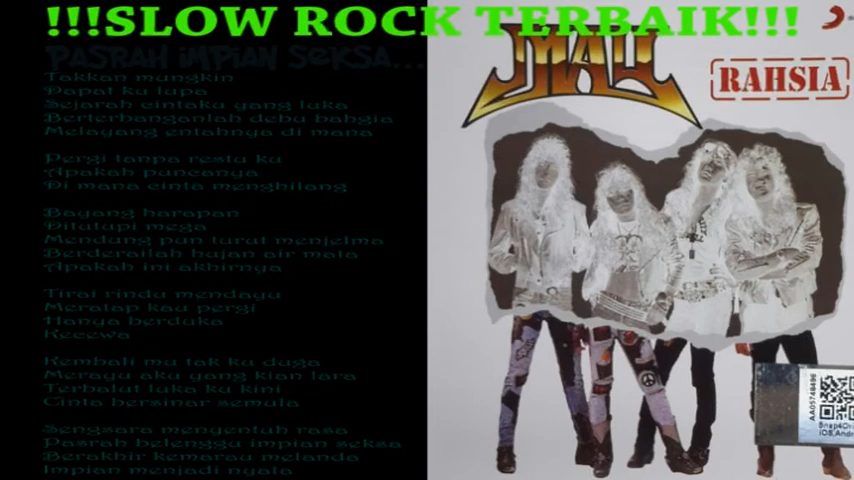 !!!SLOW ROCK TERBAIK!!!
PASRAH IMPIAN SEKSA...
Takkan mungkin
Dapat ku lupa
Sejarah cintaku yang luka
Berterbanganlah debu bahgia
Melayang entahnya di mana
Pergi tanpa restu ku
Apakah puncanya
Di mana cinta menghilang
Bayang harapan
Ditutupi mega
Mendung pun turut menjelma
Berderailah hujan air mata
Apakah ini akhirnya
Tirai rindu mendayu
Meratap kau pergi
Hanya berduka
Kecewa
Kembali mu tak ku duga
Merayu aku yang kian lara
Terbalut luka ku kini
Cinta bersinar semula
Sengsara menyentuh rasa
Pasrah belenggu impian seksa
Berakhir kemarau melanda
Impian menjadi nyata
MAY
RAHSIA
AA05748496
iOS, Andr